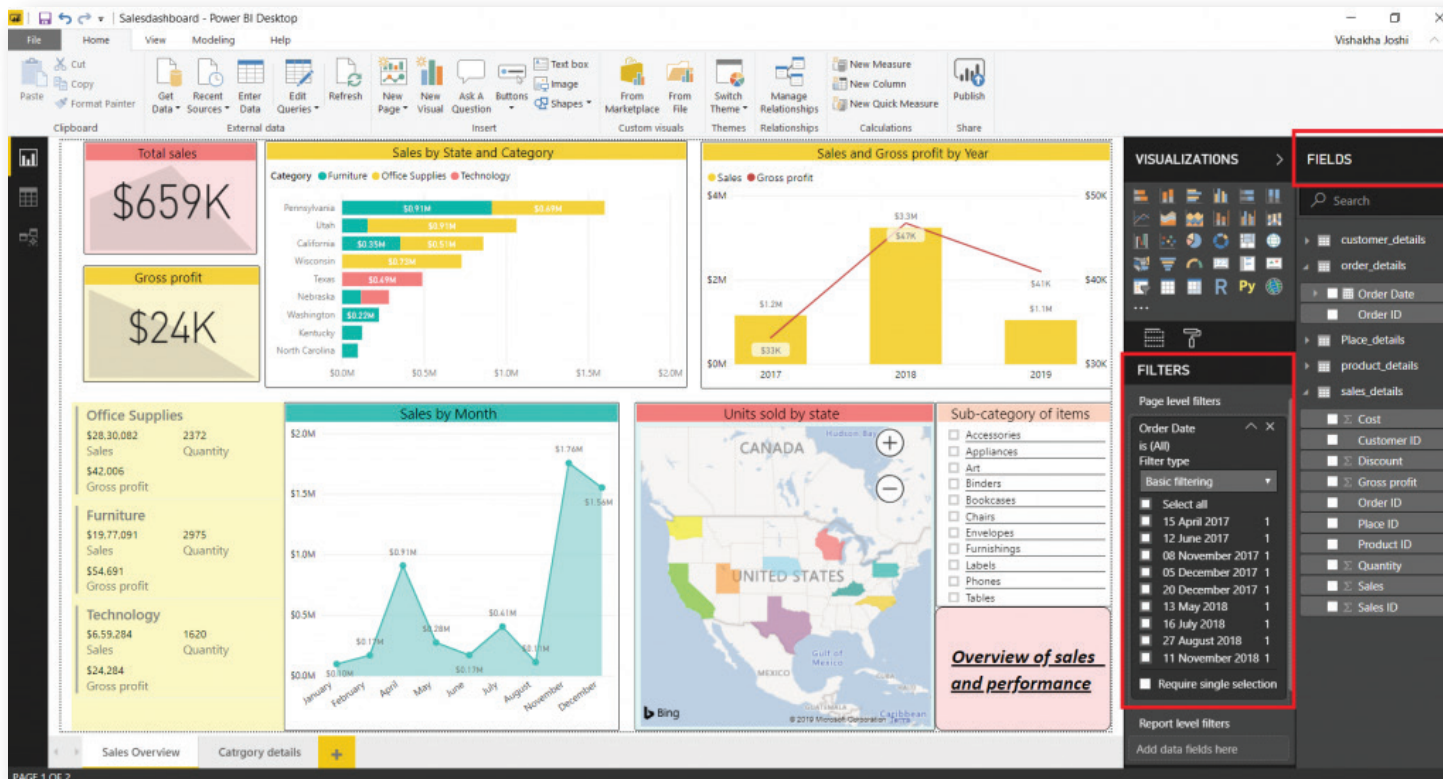 Salesdashboard - Power BI Desktop
File Home View Modeling Help
Vishakha Joshi
Paste
Cut
Copy
Format Painter
Clipboard
Get Data
Recent Sources
Enter Data
Edit Queries
Refresh
External data
New Page
New Visual
Ask A Question
Buttons
Text box
Image
Shapes
Insert
From Marketplace
From File
Custom visuals
Switch Theme
Themes
Manage Relationships
Relationships
New Measure
New Column
New Quick Measure
Calculations
Publish
Share
Total sales
$659K
Gross profit
$24K
Sales by State and Category
Category Furniture Office Supplies Technology
Pennsylvania $0.91M $0.69M
Utah $0.91M
California $0.35M $0.51M
Wisconsin $0.73M
Texas $0.49M
Nebraska
Washington $0.22M
Kentucky
North Carolina
$0.0M $0.5M $1.0M $1.5M $2.0M
Sales and Gross profit by Year
Sales Gross profit
$4M $50K
$3.3M
$47K
$2M $40K
$41K
$1.2M
$1.1M
$33K
$0M $30K
2017 2018 2019
Office Supplies
$28.30.082 2372
Sales Quantity
$42.006
Gross profit
Furniture
$19.77.091 2975
Sales Quantity
$54.691
Gross profit
Technology
$6.59.284 1620
Sales Quantity
$24.284
Gross profit
Sales by Month
$2.0M
$1.76M
$1.5M
$1.56M
$1.0M
$0.91M
$0.5M
$0.41M
$0.28M
$0.17M
$0.17M
$0.11M
$0.0M
$0.10M
January
February
April
May
June
July
August
November
December
Units sold by state
CANADA
Hudson Bay
UNITED STATES
Gulf of
Mexico
MEXICO
CUBA
GUATEMALA
Caribbean
Bing
© 2019 Microsoft Corporation Terms
Sub-category of items
Accessories
Appliances
Art
Binders
Bookcases
Chairs
Envelopes
Furnishings
Labels
Phones
Tables
Overview of sales
and performance
VISUALIZATIONS
R Py
FILTERS
Page level filters
Order Date
is (All)
Filter type
Basic filtering
Select all
15 April 2017 1
12 June 2017 1
08 November 2017 1
05 December 2017 1
20 December 2017 1
13 May 2018 1
16 July 2018 1
27 August 2018 1
11 November 2018 1
Require single selection
Report level filters
Add data fields here
FIELDS
Search
customer_details
order_details
Order Date
Order ID
Place_details
product_details
sales_details
Σ Cost
Customer ID
Σ Discount
Σ Gross profit
Order ID
Place ID
Product ID
Σ Quantity
Σ Sales
Σ Sales ID
Sales Overview Catrgory details +
PAGE 1 OF 2